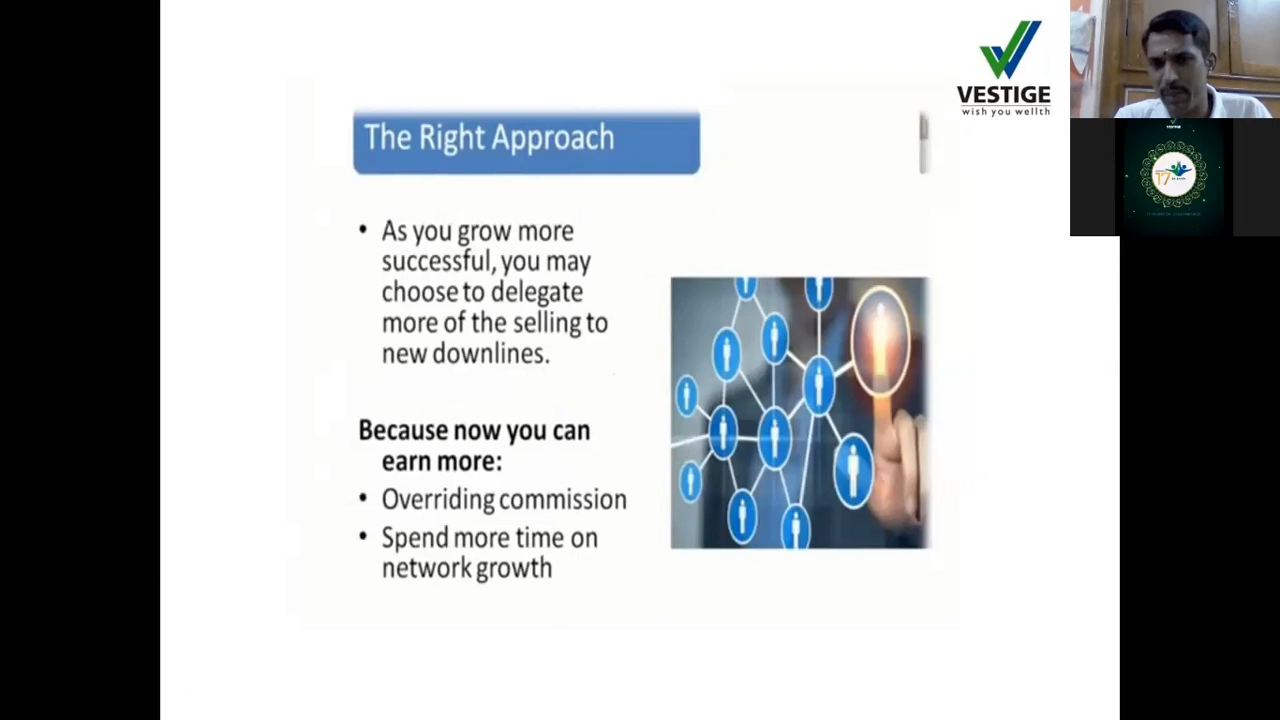 VESTIGE
wish you wellth
The Right Approach
• As you grow more
successful, you may
choose to delegate
more of the selling to
new downlines.
Because now you can
earn more:
• Overriding commission
• Spend more time on
network growth
VESTIGE
17